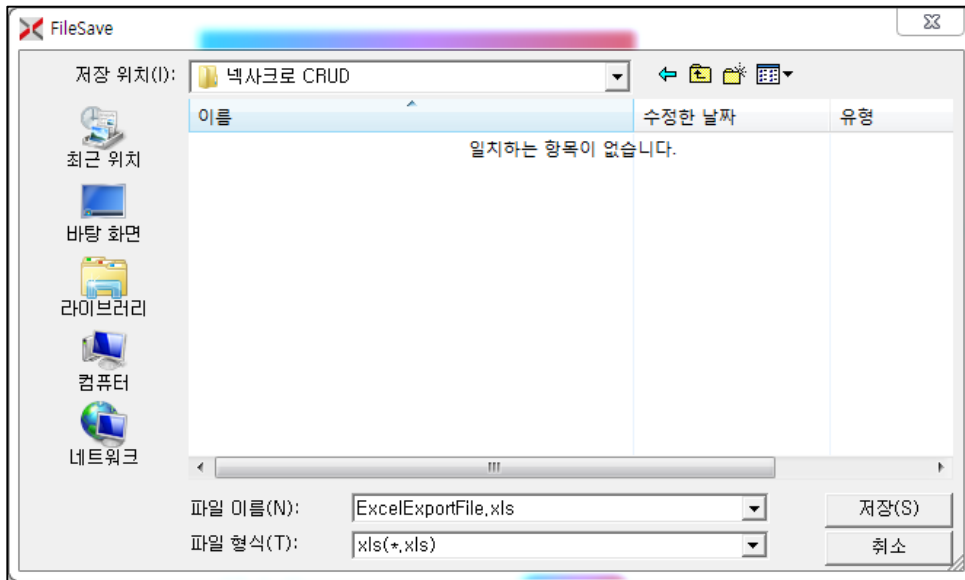 FileSave
저장 위치(I):
넥사크로 CRUD
이름
수정한 날짜
유형
일치하는 항목이 없습니다.
최근 위치
바탕 화면
라이브러리
컴퓨터
네트워크
파일 이름(N):
ExcelExportFile,xls
저장(S)
파일 형식(T):
xls(*,xls)
취소